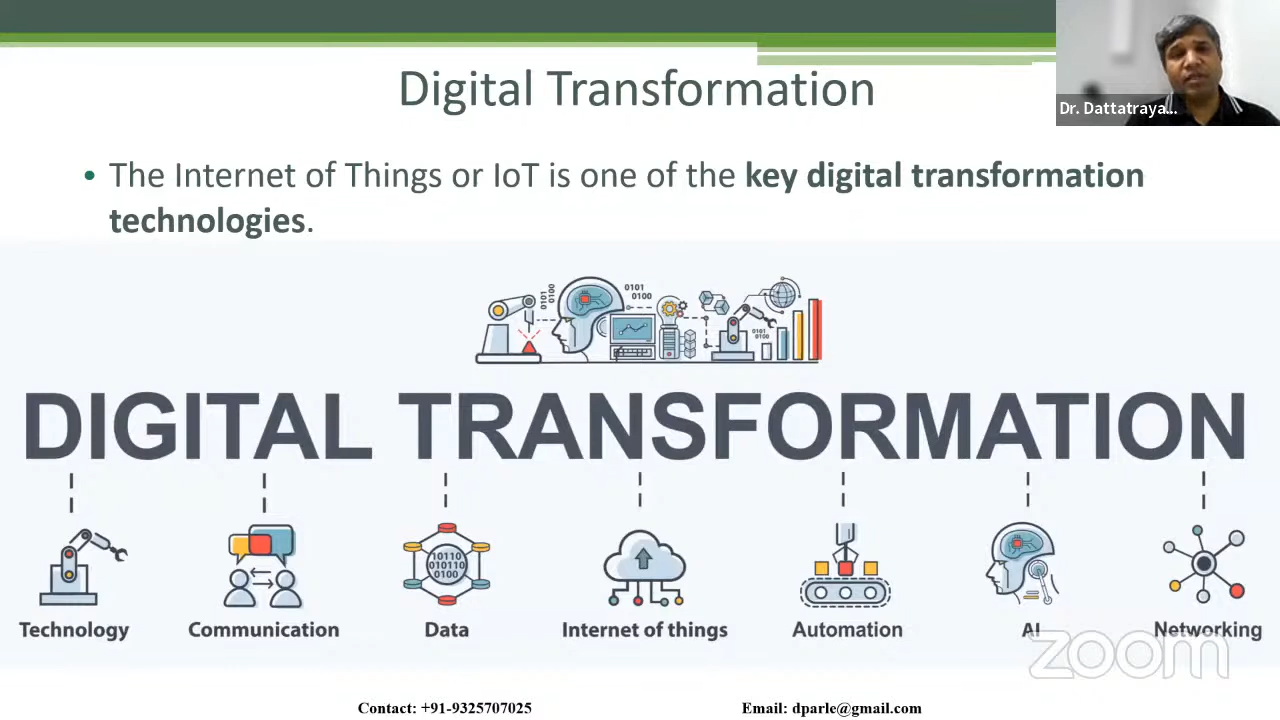 Digital Transformation
Dr. Dattatraya...
• The Internet of Things or IoT is one of the key digital transformation
technologies.
0101
0100
0101
0100
0101
0100
DIGITAL TRANSFORMATION
10110
010110
0100
Technology
Communication
Data
Internet of things
Automation
AI
Networking
zoom
Contact: +91-9325707025
Email: dparle@gmail.com